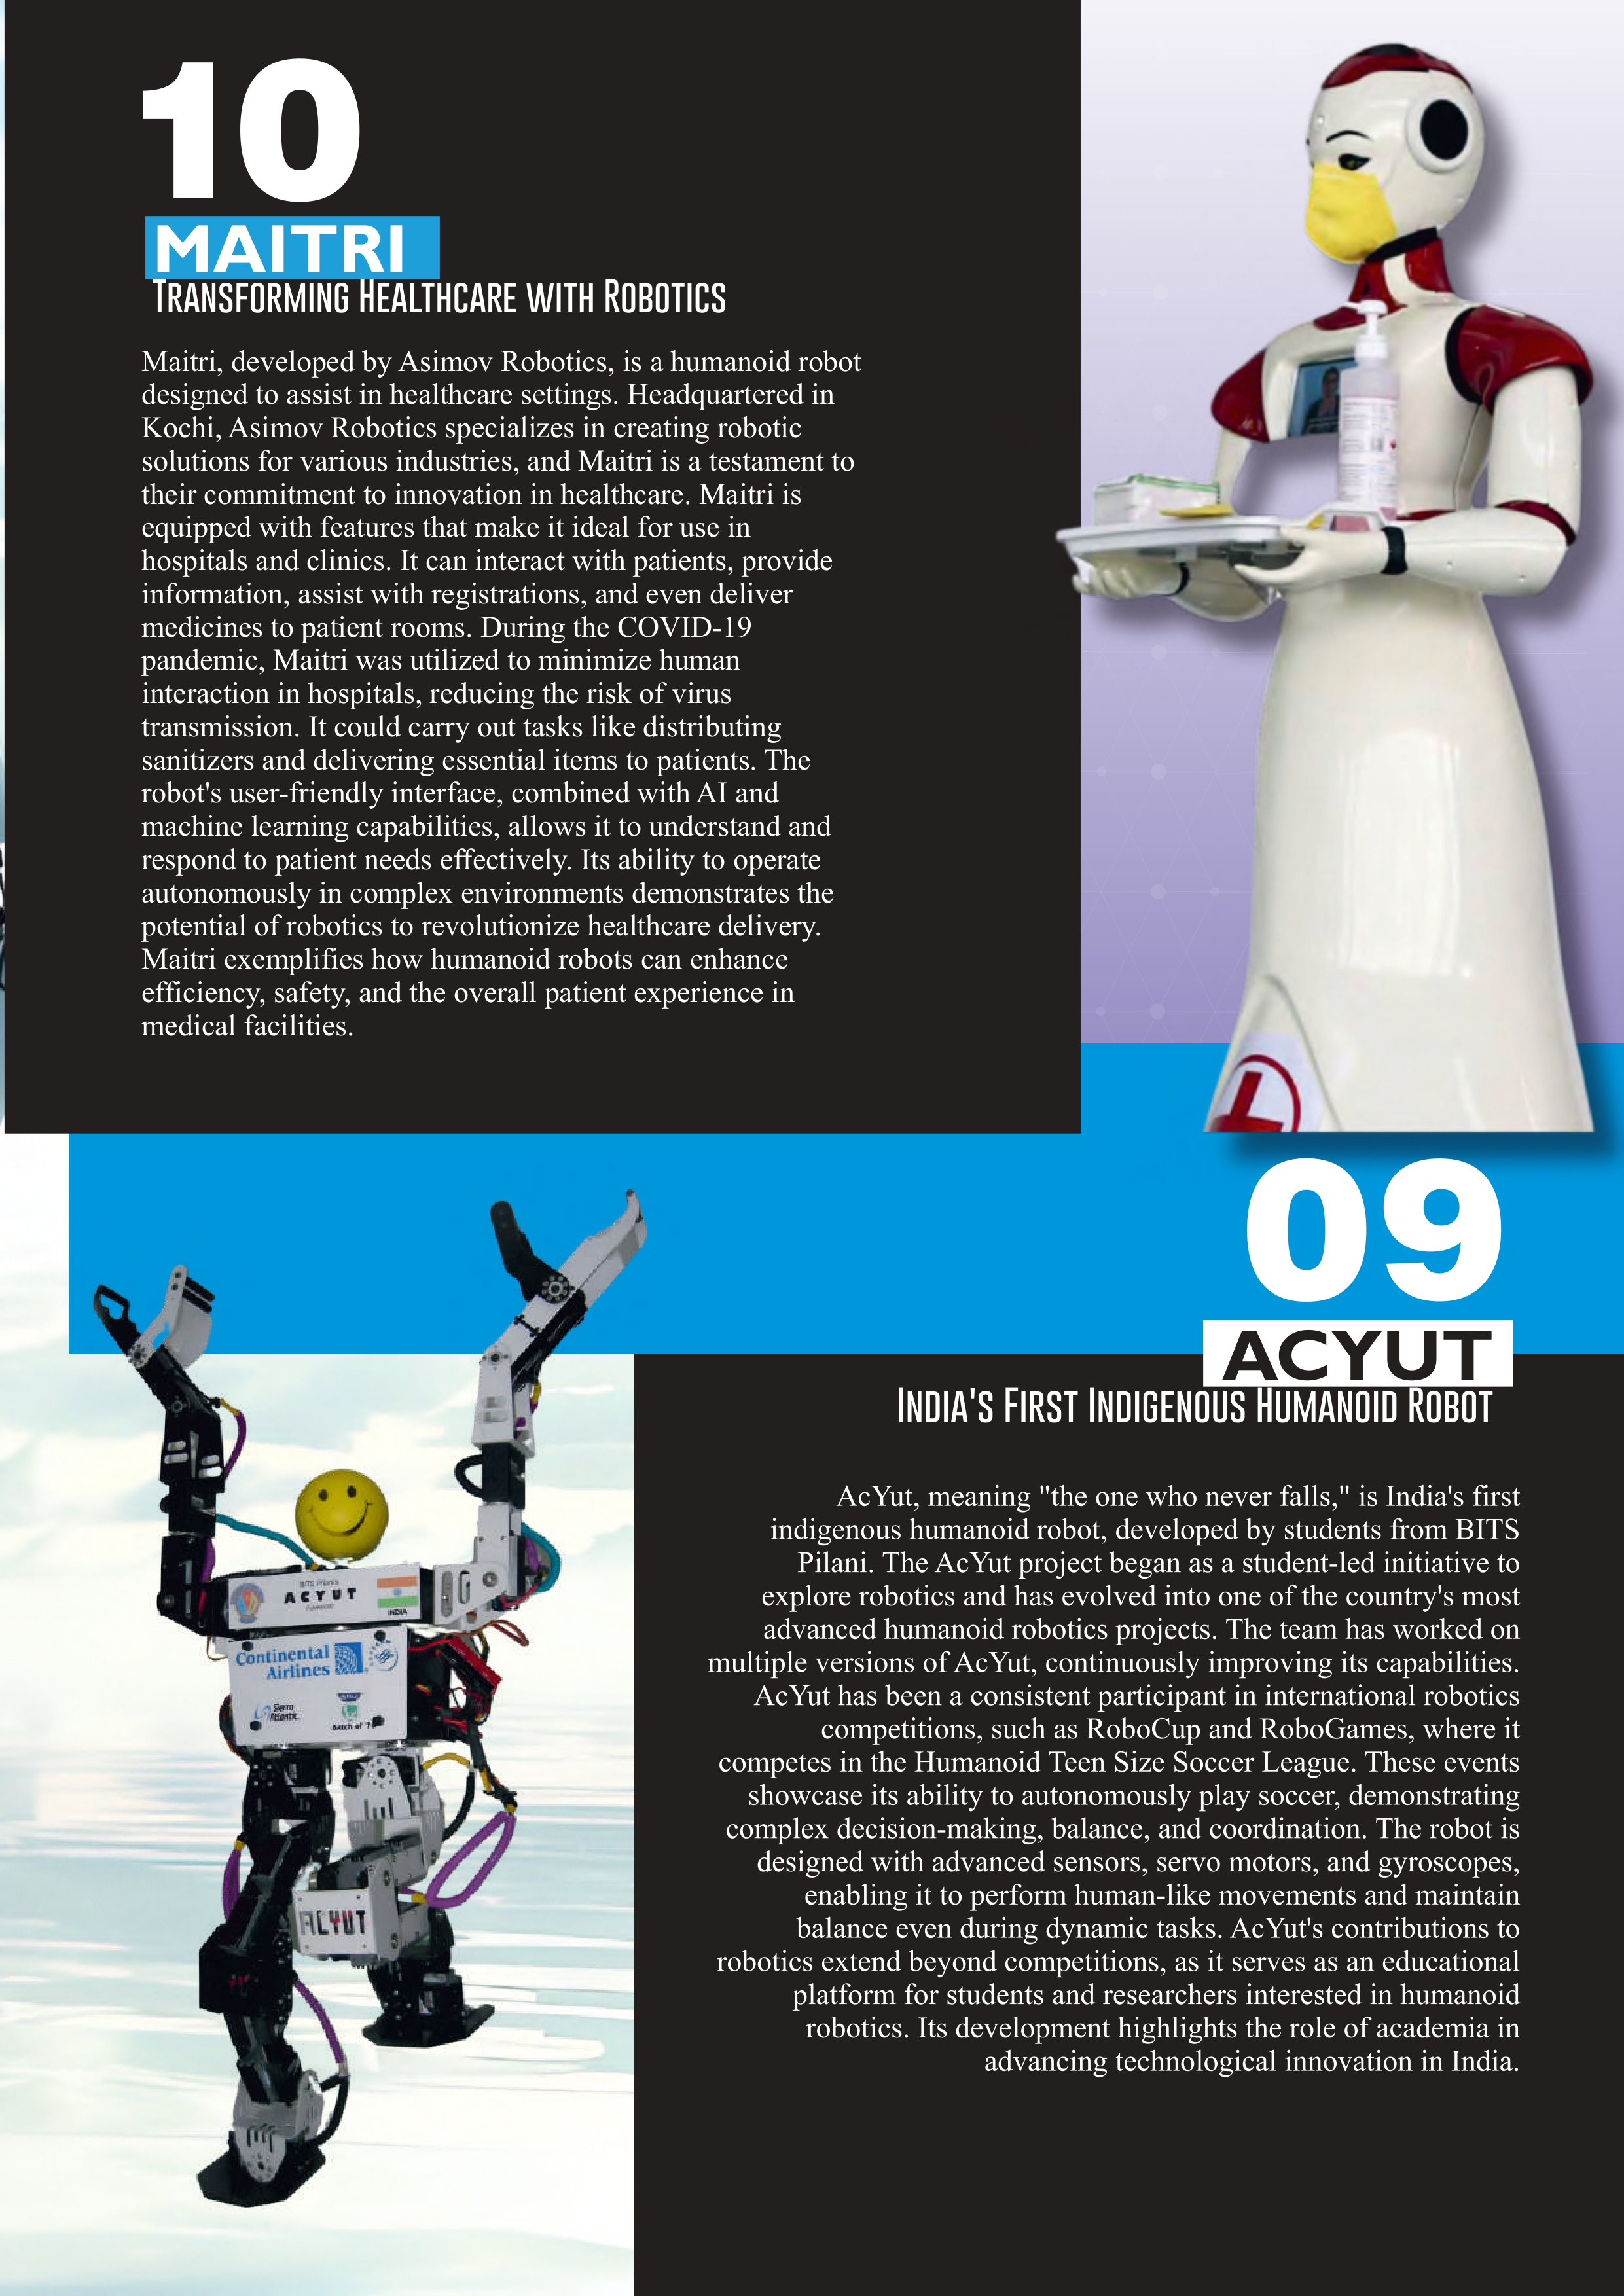 10
MAITRI
Transforming Healthcare with Robotics
Maitri, developed by Asimov Robotics, is a humanoid robot
designed to assist in healthcare settings. Headquartered in
Kochi, Asimov Robotics specializes in creating robotic
solutions for various industries, and Maitri is a testament to
their commitment to innovation in healthcare. Maitri is
equipped with features that make it ideal for use in
hospitals and clinics. It can interact with patients, provide
information, assist with registrations, and even deliver
medicines to patient rooms. During the COVID-19
pandemic, Maitri was utilized to minimize human
interaction in hospitals, reducing the risk of virus
transmission. It could carry out tasks like distributing
sanitizers and delivering essential items to patients. The
robot's user-friendly interface, combined with AI and
machine learning capabilities, allows it to understand and
respond to patient needs effectively. Its ability to operate
autonomously in complex environments demonstrates the
potential of robotics to revolutionize healthcare delivery.
Maitri exemplifies how humanoid robots can enhance
efficiency, safety, and the overall patient experience in
medical facilities.
09
ACYUT
India's First Indigenous Humanoid Robot
AcYut, meaning "the one who never falls," is India's first
indigenous humanoid robot, developed by students from BITS
Pilani. The AcYut project began as a student-led initiative to
explore robotics and has evolved into one of the country's most
advanced humanoid robotics projects. The team has worked on
multiple versions of AcYut, continuously improving its capabilities.
AcYut has been a consistent participant in international robotics
competitions, such as RoboCup and RoboGames, where it
competes in the Humanoid Teen Size Soccer League. These events
showcase its ability to autonomously play soccer, demonstrating
complex decision-making, balance, and coordination. The robot is
designed with advanced sensors, servo motors, and gyroscopes,
enabling it to perform human-like movements and maintain
balance even during dynamic tasks. AcYut's contributions to
robotics extend beyond competitions, as it serves as an educational
platform for students and researchers interested in humanoid
robotics. Its development highlights the role of academia in
advancing technological innovation in India.
BITS Pilani's
ACYUT
INDIA
Continental
Airlines
Sierra
Atlantic
Batch of '7
ACYUT